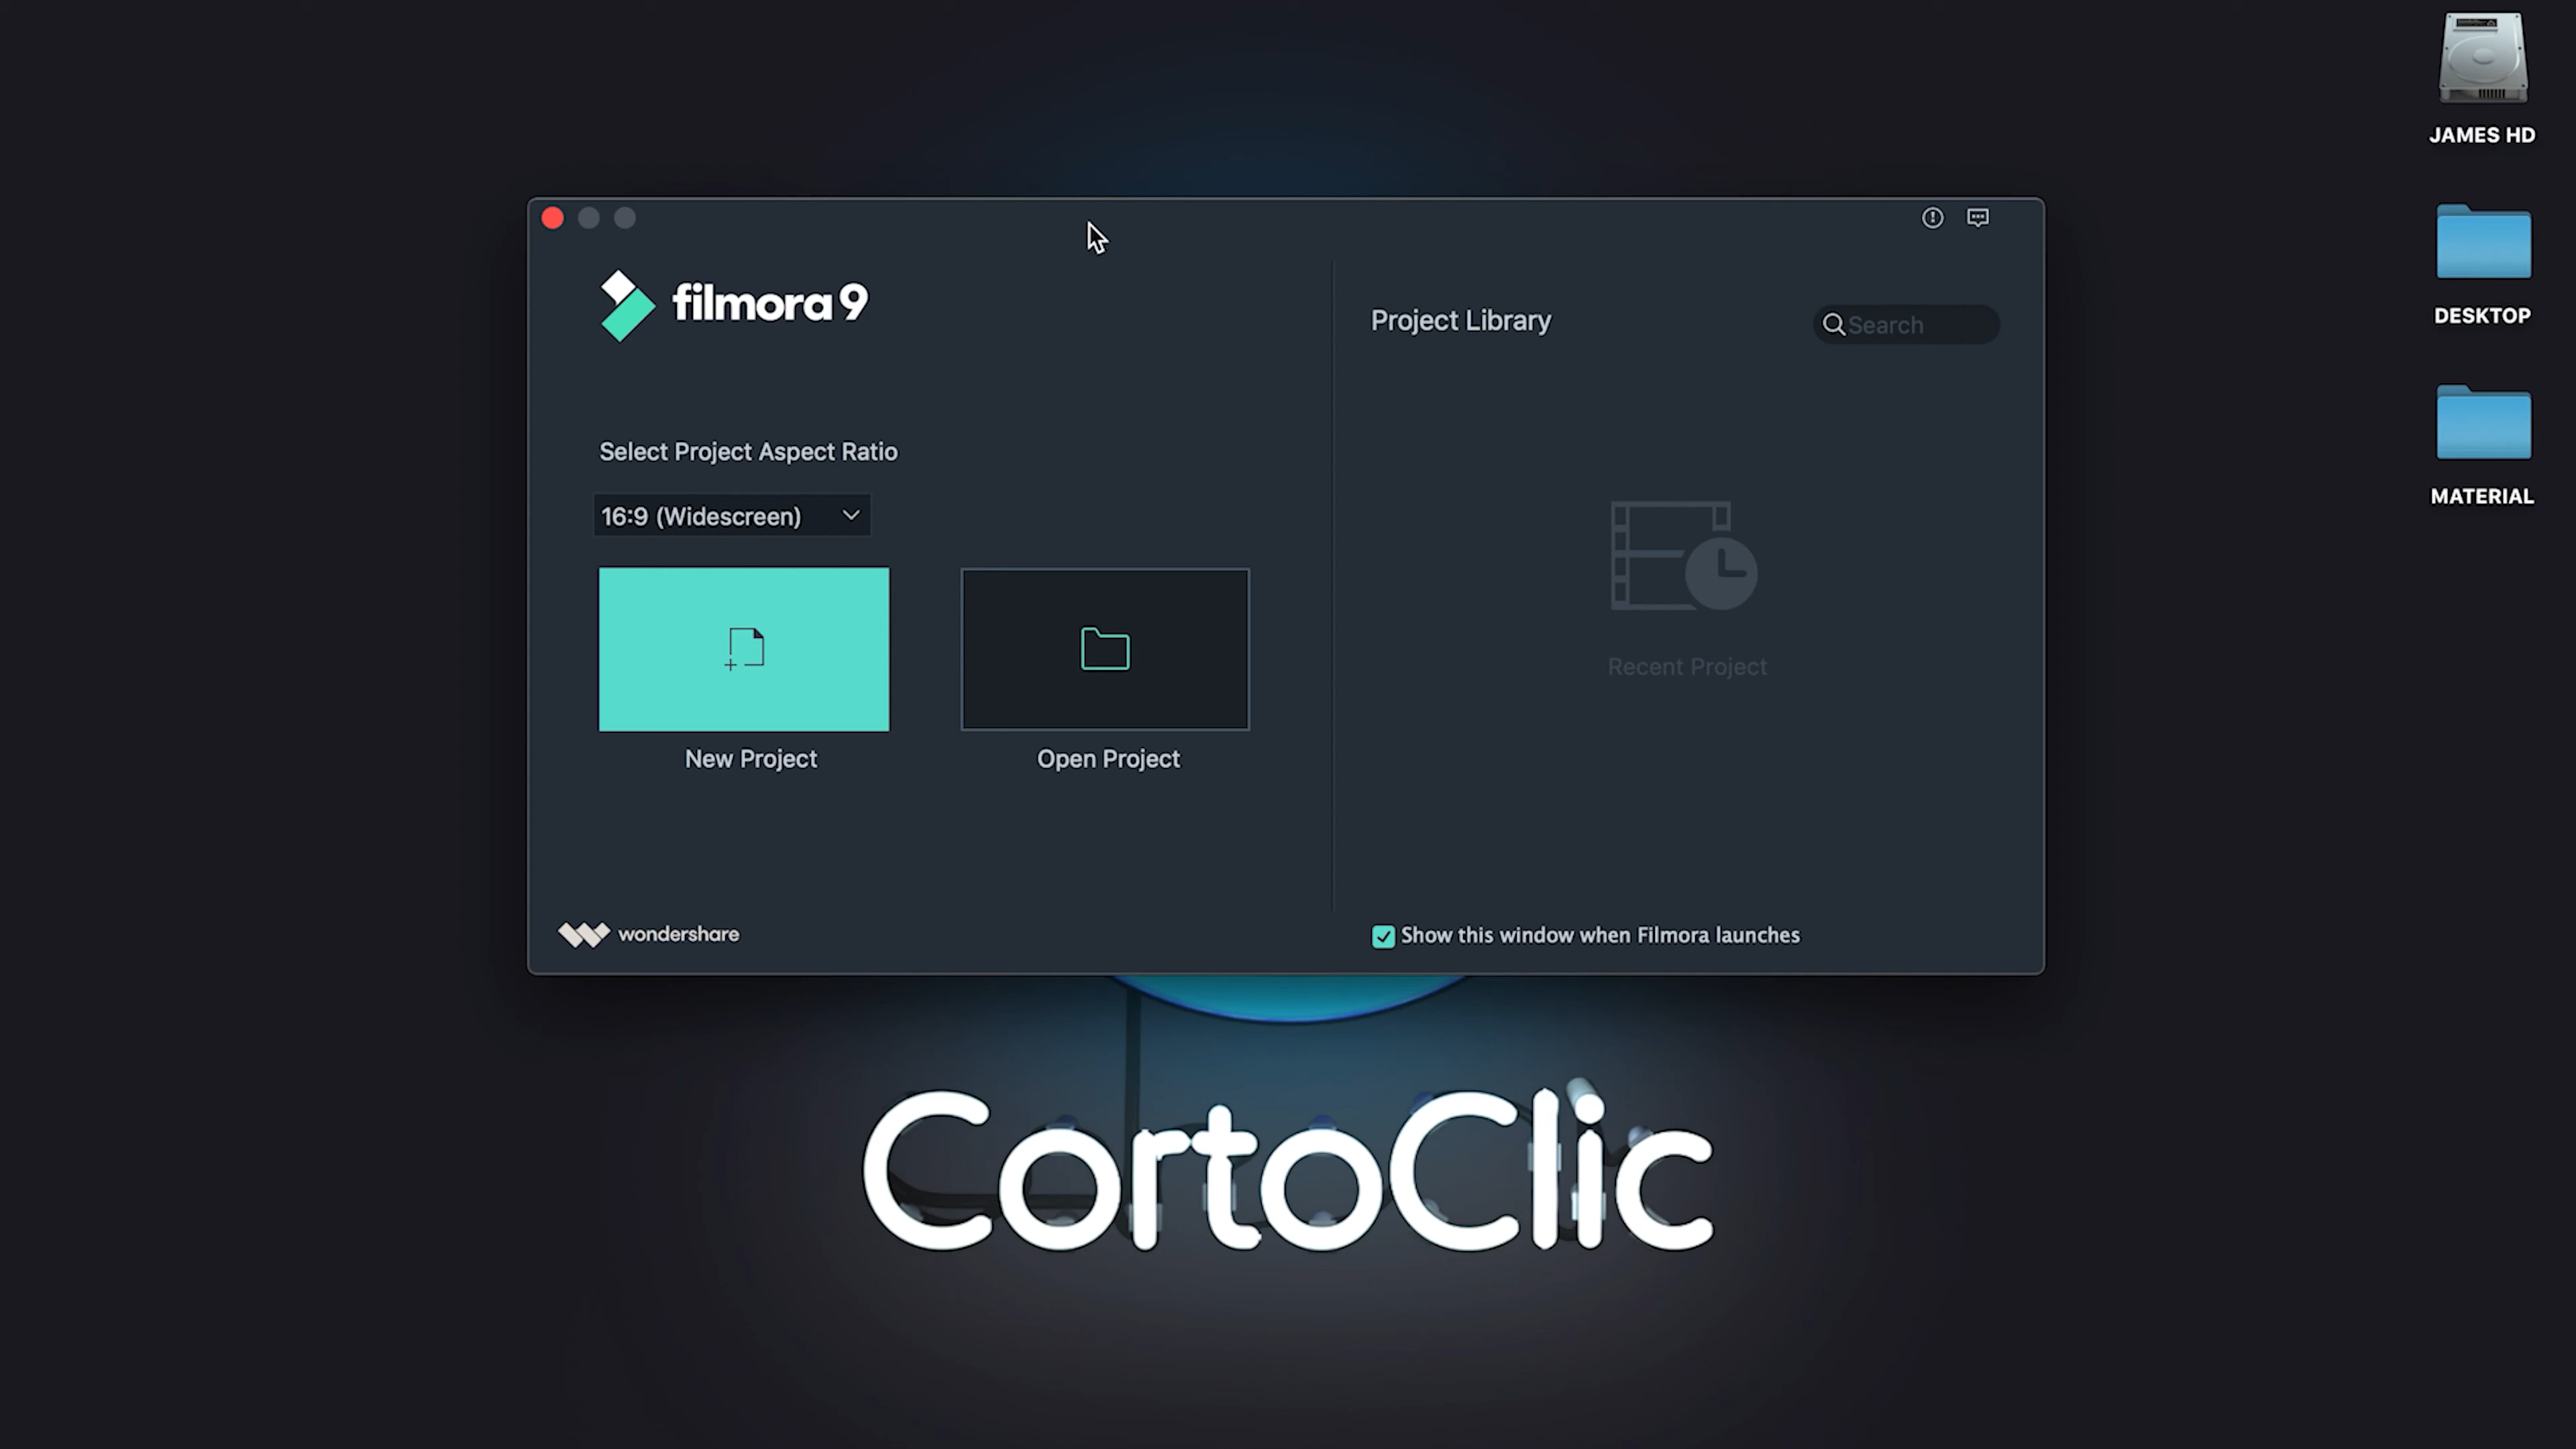 JAMES HD
DESKTOP
MATERIAL
filmora 9
Select Project Aspect Ratio
16:9 (Widescreen)
New Project
Open Project
Project Library
Search
Recent Project
wondershare
Show this window when Filmora launches
CortoClic